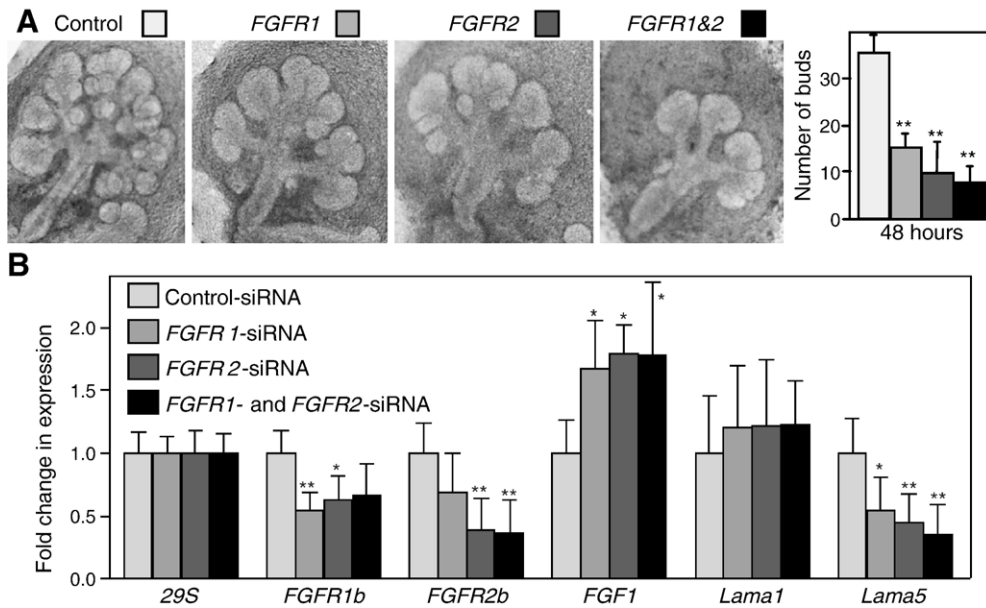 A Control FGFR1 FGFR2 FGFR1&2
Number of buds
30
20
10
0
**
**
**
48 hours
B
Fold change in expression
2.0
1.5
1.0
0.5
0.0
Control-siRNA
FGFR 1-siRNA
FGFR 2-siRNA
FGFR1- and FGFR2-siRNA
** *
** **
* * *
* ** **
29S FGFR1b FGFR2b FGF1 Lama1 Lama5